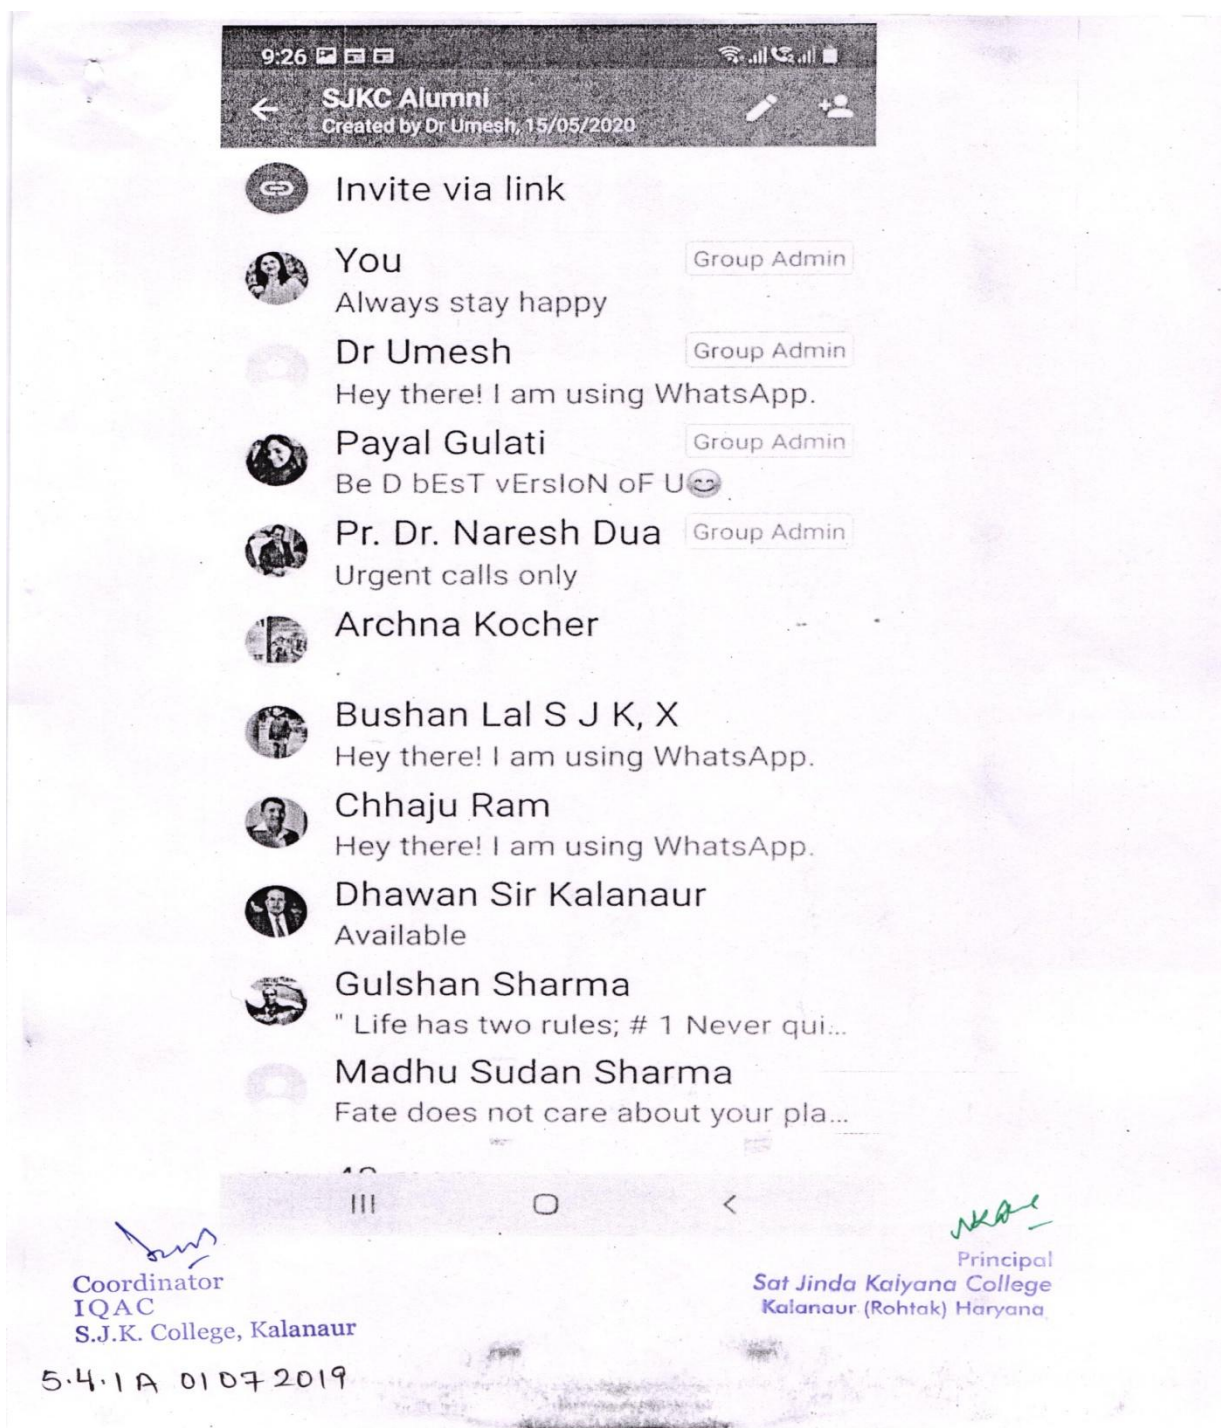 9:26
SJKC Alumni
Created by Dr Umesh, 15/05/2020
Invite via link
You
Group Admin
Always stay happy
Dr Umesh
Group Admin
Hey there! I am using WhatsApp.
Payal Gulati
Group Admin
Be D bEsT vErsIoN oF U😊
Pr. Dr. Naresh Dua
Group Admin
Urgent calls only
Archna Kocher
.
Bushan Lal S J K, X
Hey there! I am using WhatsApp.
Chhaju Ram
Hey there! I am using WhatsApp.
Dhawan Sir Kalanaur
Available
Gulshan Sharma
" Life has two rules; # 1 Never qui...
Madhu Sudan Sharma
Fate does not care about your pla...
Coordinator
IQAC
S.J.K. College, Kalanaur
Principal
Sat Jinda Kalyana College
Kalanaur (Rohtak) Haryana
5.4.1 A 01072019